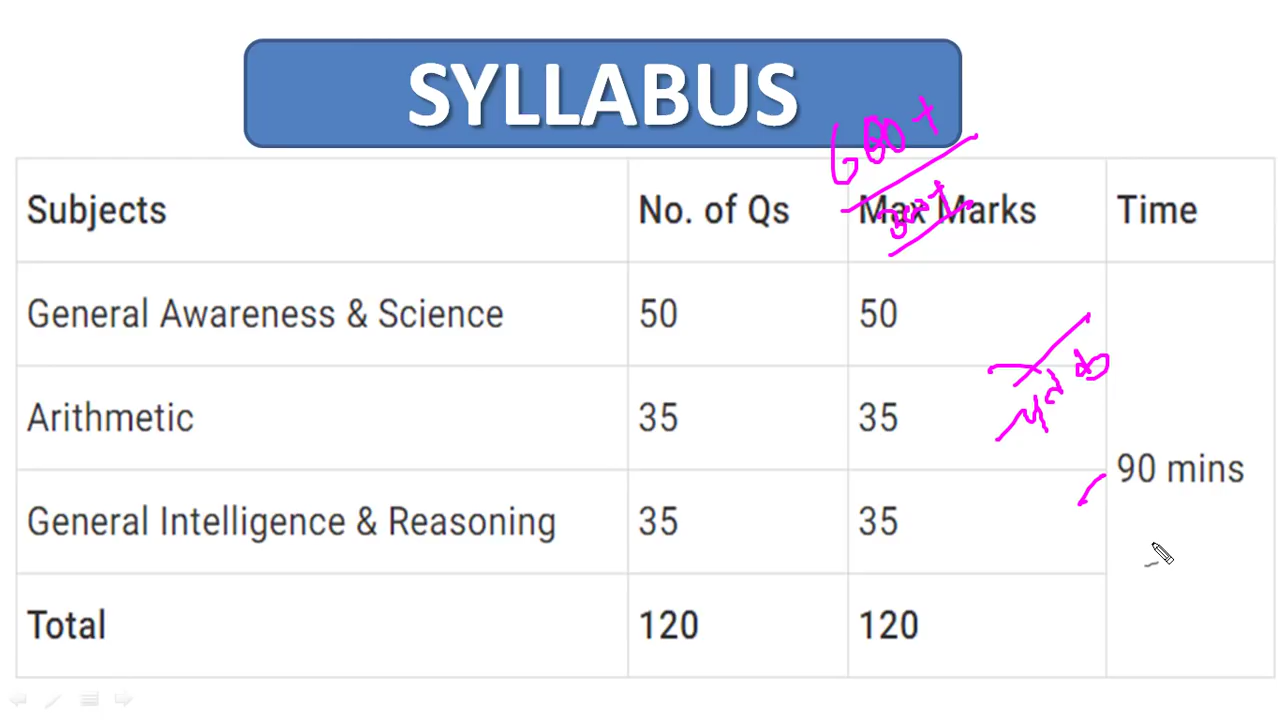 SYLLABUS
600+
Subjects No. of Qs Max Marks Time
General Awareness & Science 50 50
Arithmetic 35 35
90 mins
General Intelligence & Reasoning 35 35
Total 120 120